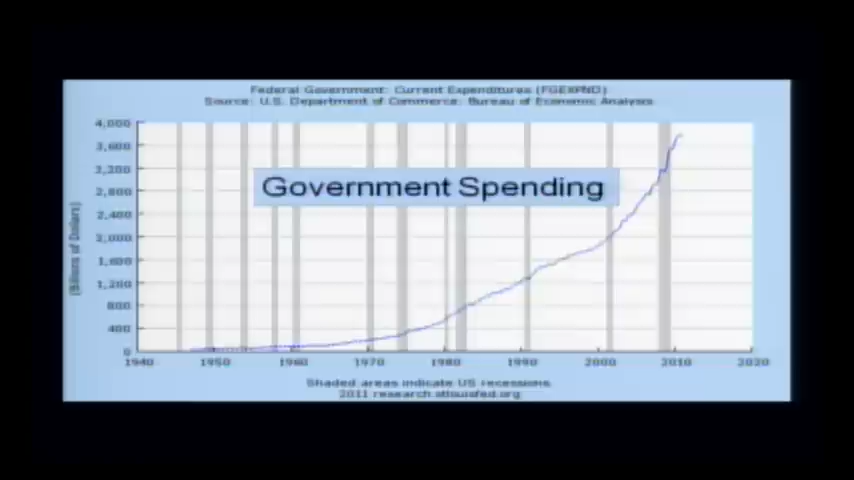 Federal Government: Current Expenditures (FGEXPND)
Source: U.S. Department of Commerce: Bureau of Economic Analysis
Government Spending
(Billions of Dollars)
4,000
3,600
3,200
2,800
2,400
2,000
1,600
1,200
800
400
0
1940 1950 1960 1970 1980 1990 2000 2010 2020
Shaded areas indicate US recessions.
2011 research.stlouisfed.org